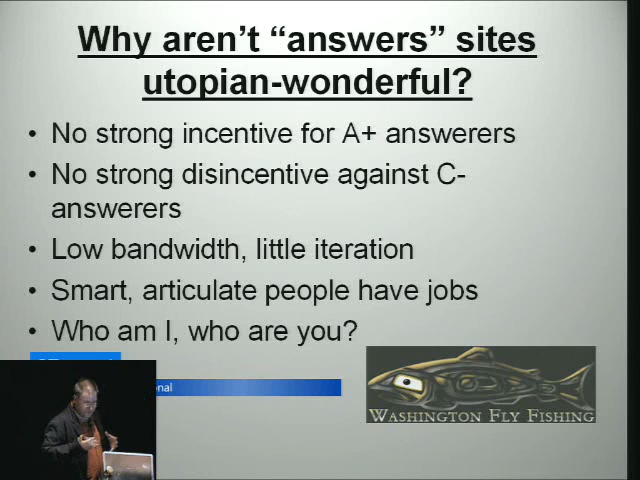 Why aren’t “answers” sites
utopian-wonderful?
• No strong incentive for A+ answerers
• No strong disincentive against C-
answerers
• Low bandwidth, little iteration
• Smart, articulate people have jobs
• Who am I, who are you?
WASHINGTON FLY FISHING